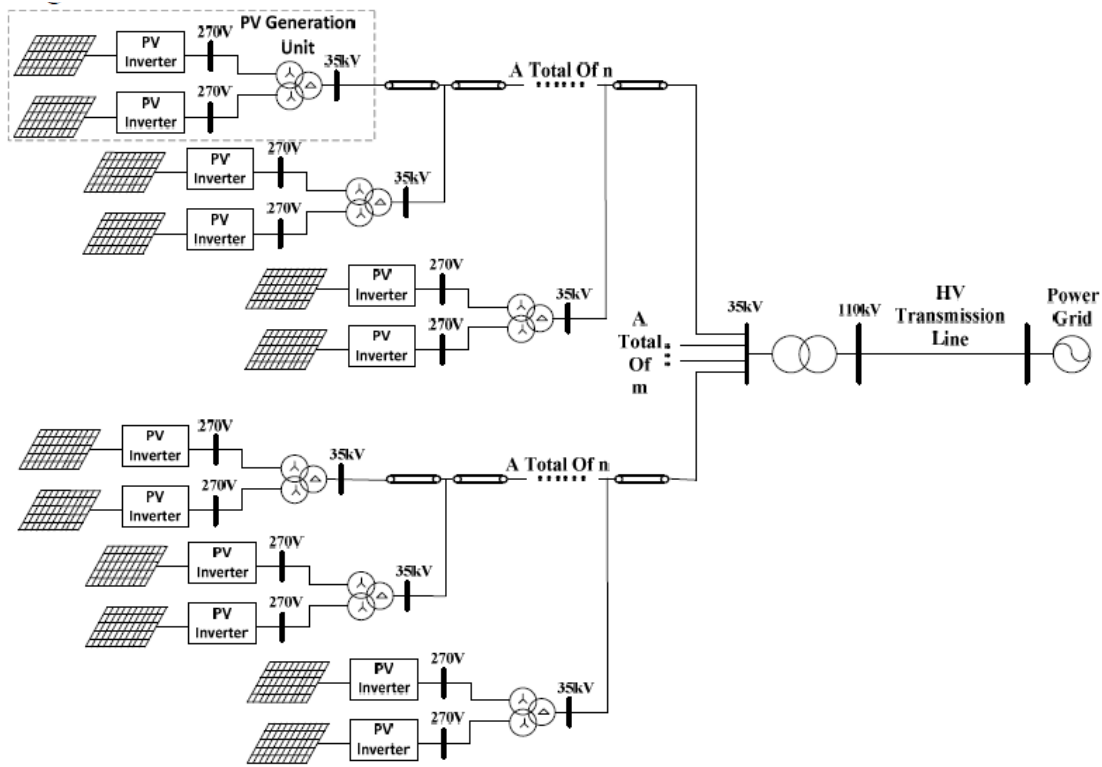 PV Generation
Unit
270V
PV
Inverter
35kV
A Total Of n
270V
PV
Inverter
270V
PV
Inverter
35kV
270V
PV
Inverter
270V
PV
Inverter
35kV
270V
PV
Inverter
A
Total
Of
m
35kV
110kV
HV
Transmission
Line
Power
Grid
270V
PV
Inverter
35kV
A Total Of n
270V
PV
Inverter
270V
PV
Inverter
35kV
270V
PV
Inverter
270V
PV
Inverter
35kV
270V
PV
Inverter